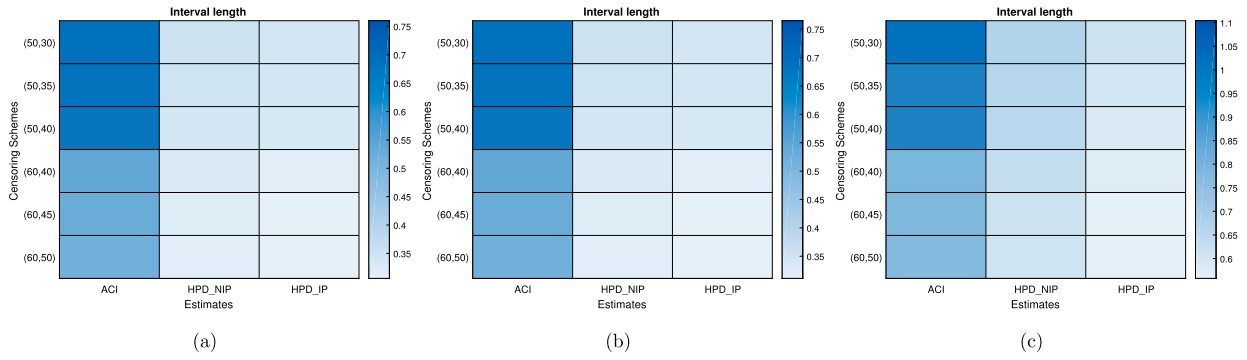 Interval length
Censoring Schemes
(50,30)
(50,35)
(50,40)
(60,40)
(60,45)
(60,50)
ACI
HPD_NIP
HPD_IP
Estimates
0.75
0.7
0.65
0.6
0.55
0.5
0.45
0.4
0.35
(a)
Interval length
Censoring Schemes
(50,30)
(50,35)
(50,40)
(60,40)
(60,45)
(60,50)
ACI
HPD_NIP
HPD_IP
Estimates
0.75
0.7
0.65
0.6
0.55
0.5
0.45
0.4
0.35
(b)
Interval length
Censoring Schemes
(50,30)
(50,35)
(50,40)
(60,40)
(60,45)
(60,50)
ACI
HPD_NIP
HPD_IP
Estimates
1.1
1.05
1
0.95
0.9
0.85
0.8
0.75
0.7
0.65
0.6
(c)